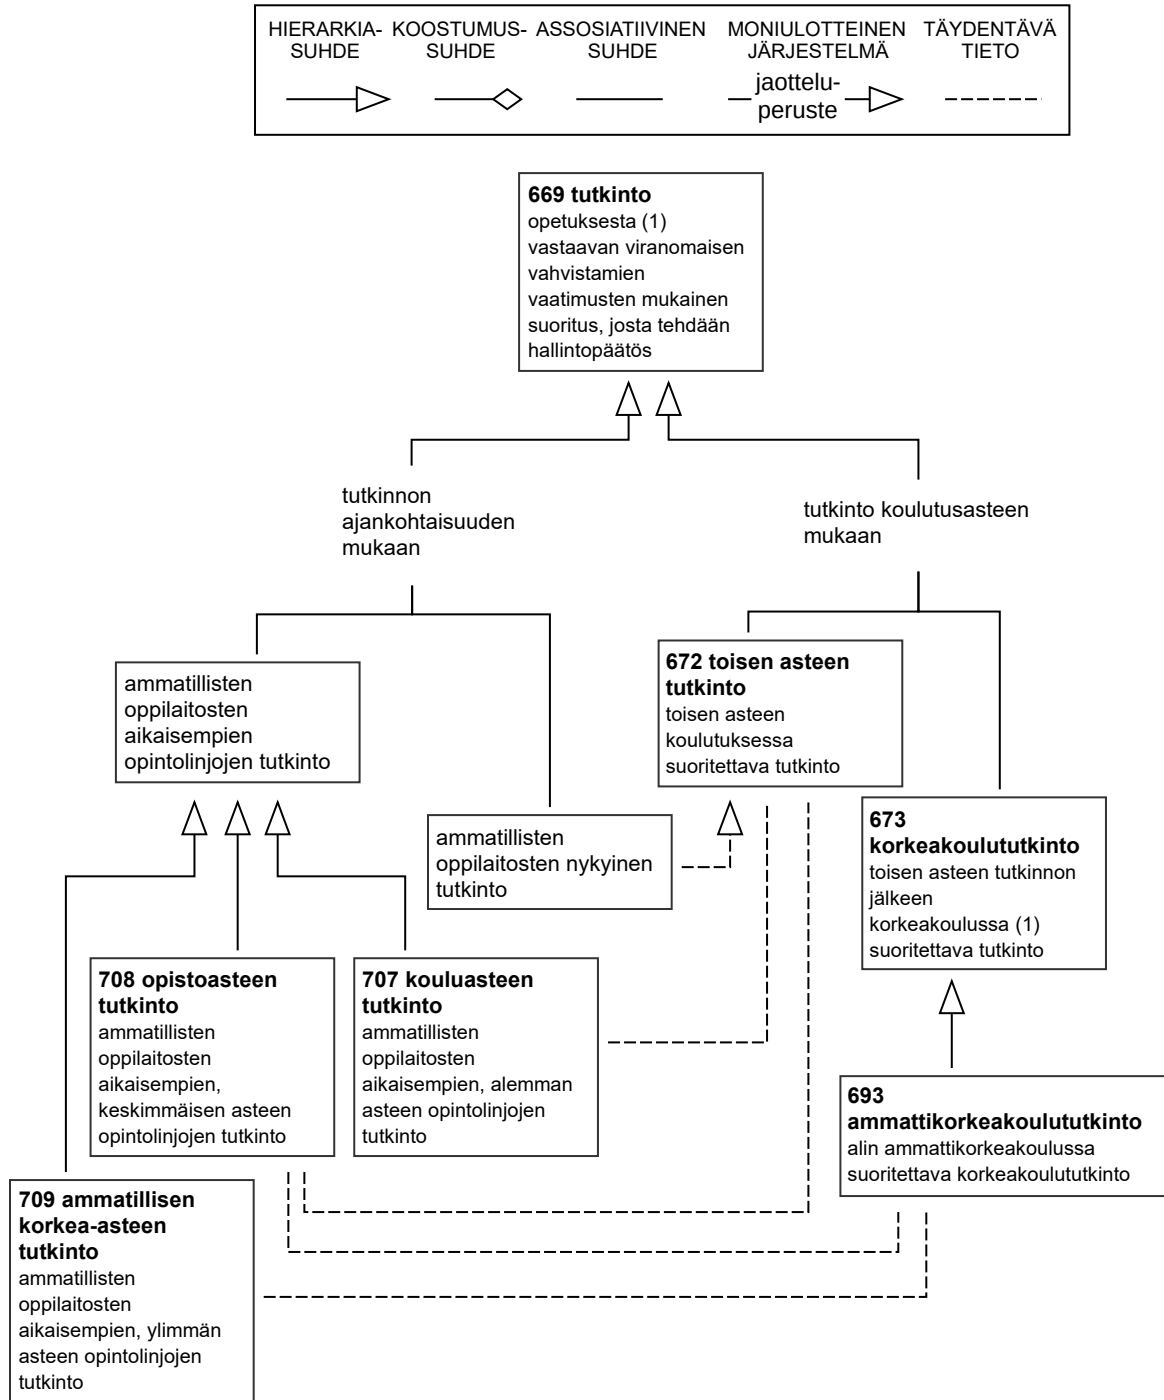 HIERARKIA-
SUHDE
KOOSTUMUS-
SUHDE
ASSOSIATIIVINEN
SUHDE
MONIULOTTEINEN
JÄRJESTELMÄ
TÄYDENTÄVÄ
TIETO
jaottelu-
peruste
669 tutkinto
opetuksesta (1)
vastaavan viranomaisen
vahvistamien
vaatimusten mukainen
suoritus, josta tehdään
hallintopäätös
tutkinnon
ajankohtaisuuden
mukaan
tutkinto koulutusasteen
mukaan
ammatillisten
oppilaitosten
aikaisempien
opintolinjojen tutkinto
672 toisen asteen
tutkinto
toisen asteen
koulutuksessa
suoritettava tutkinto
ammatillisten
oppilaitosten nykyinen
tutkinto
673
korkeakoulututkinto
toisen asteen tutkinnon
jälkeen
korkeakoulussa (1)
suoritettava tutkinto
708 opistoasteen
tutkinto
ammatillisten
oppilaitosten
aikaisempien,
keskimmäisen asteen
opintolinjojen tutkinto
707 kouluasteen
tutkinto
ammatillisten
oppilaitosten
aikaisempien, alemman
asteen opintolinjojen
tutkinto
693
ammattikorkeakoulututkinto
alin ammattikorkeakoulussa
suoritettava korkeakoulututkinto
709 ammatillisen
korkea-asteen
tutkinto
ammatillisten
oppilaitosten
aikaisempien, ylimmän
asteen opintolinjojen
tutkinto